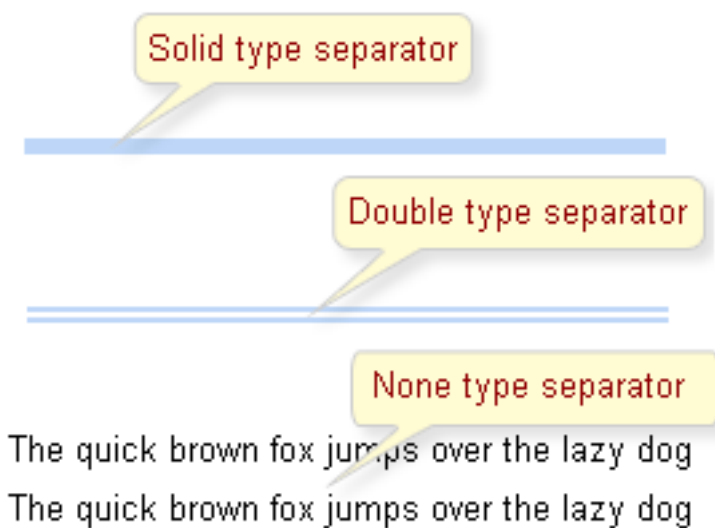 Solid type separator
Double type separator
None type separator
The quick brown fox jumps over the lazy dog
The quick brown fox jumps over the lazy dog